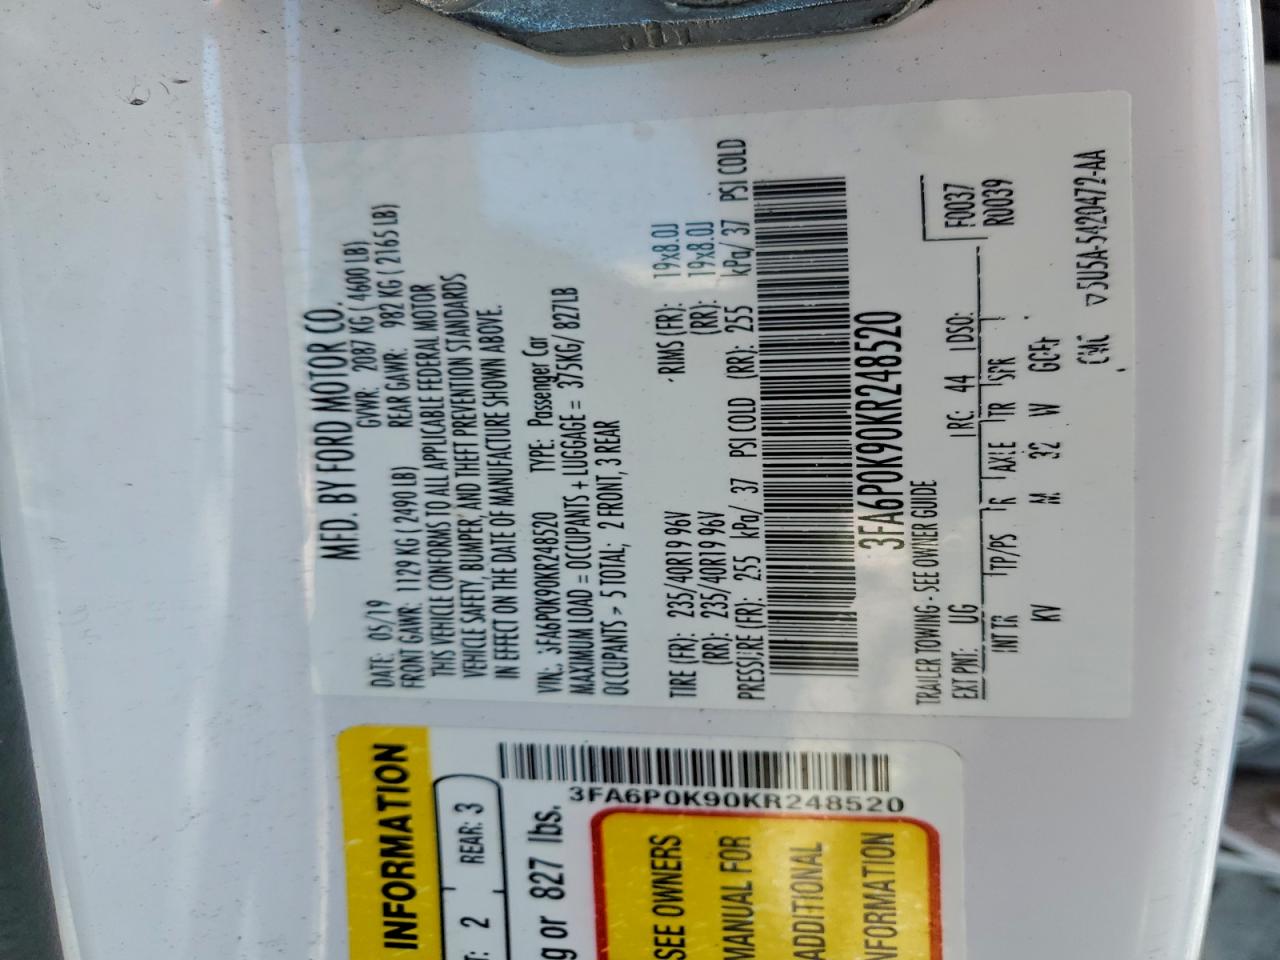 MFD. BY FORD MOTOR CO.
DATE: 05/19 GVWR: 2087 KG ( 4600 LB)
FRONT GAWR: 1129 KG ( 2490 LB) REAR GAWR: 982 KG ( 2165 LB)
THIS VEHICLE CONFORMS TO ALL APPLICABLE FEDERAL MOTOR
VEHICLE SAFETY, BUMPER, AND THEFT PREVENTION STANDARDS
IN EFFECT ON THE DATE OF MANUFACTURE SHOWN ABOVE.
VIN: 3FA6P0K90KR248520 TYPE: Passenger Car
MAXIMUM LOAD = OCCUPANTS + LUGGAGE = 375KG/ 827LB
OCCUPANTS > 5 TOTAL; 2 FRONT, 3 REAR
TIRE (FR): 235/40R19 96V RIMS (FR): 19x8.0J
(RR): 235/40R19 96V (RR): 19x8.0J
PRESSURE (FR): 255 kPa/ 37 PSI COLD (RR): 255 kPa/ 37 PSI COLD
3FA6P0K90KR248520
TRAILER TOWING - SEE OWNER GUIDE
EXT PNT: UG RC: 44 DSO: F0037
INT TR TP/PS R AXLE TR SPR R0039
KV M 32 W
5U5A-5420472-AA
INFORMATION
2 REAR: 3
or 827 lbs.
3FA6P0K90KR248520
SEE OWNERS
MANUAL FOR
ADDITIONAL
INFORMATION